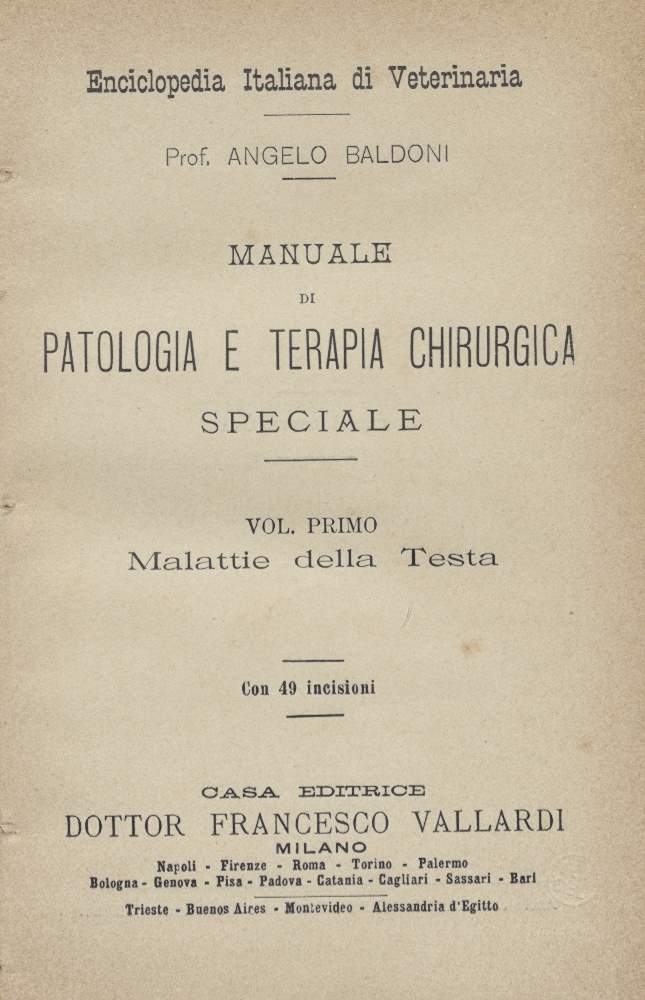 Enciclopedia Italiana di Veterinaria
Prof. ANGELO BALDONI
MANUALE
DI
PATOLOGIA E TERAPIA CHIRURGICA
SPECIALE
VOL. PRIMO
Malattie della Testa
Con 49 incisioni
CASA EDITRICE
DOTTOR FRANCESCO VALLARDI
MILANO
Napoli - Firenze - Roma - Torino - Palermo
Bologna - Genova - Pisa - Padova - Catania - Cagliari - Sassari - Bari
Trieste - Buenos Aires - Montevideo - Alessandria d'Egitto